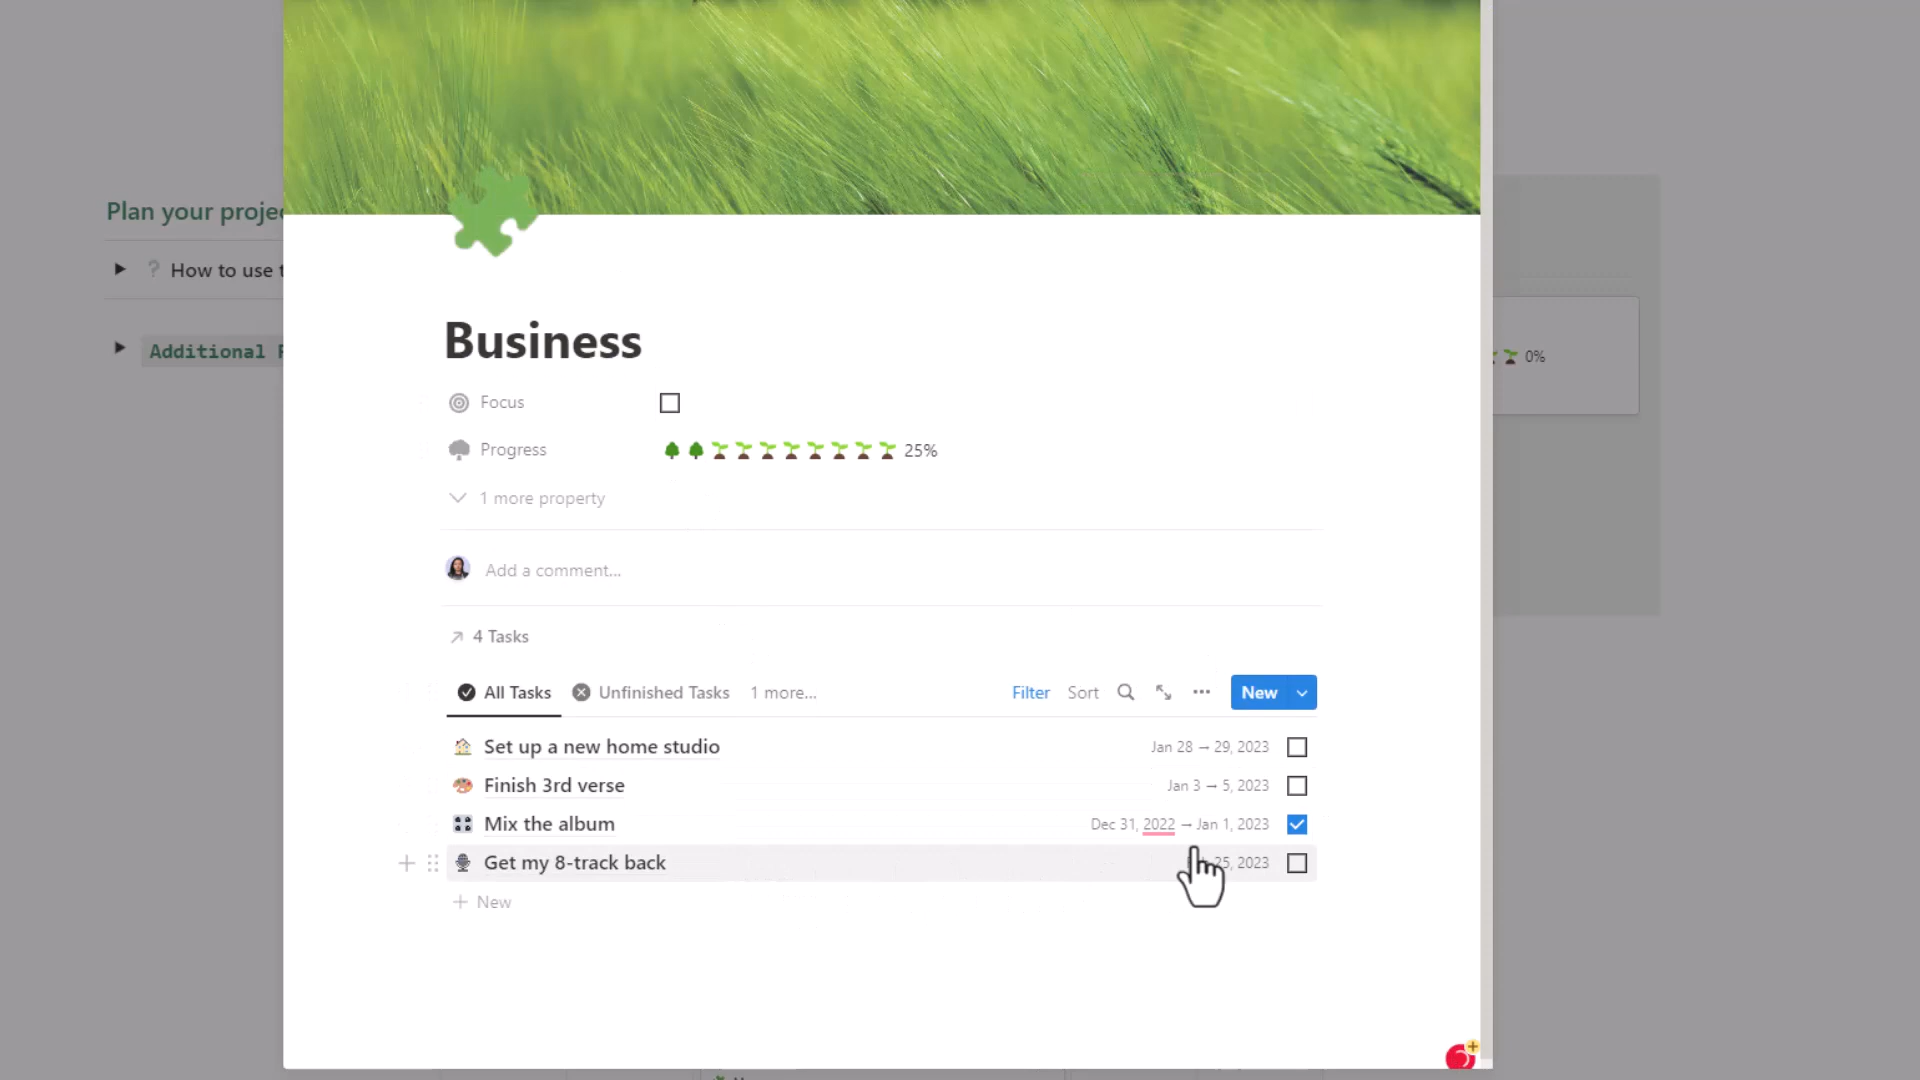 Plan your projec
? How to use t
Additional
0%
Business
Focus
Progress 25%
1 more property
Add a comment...
4 Tasks
All Tasks Unfinished Tasks 1 more... Filter Sort New
Set up a new home studio Jan 28 → 29, 2023
Finish 3rd verse Jan 3 → 5, 2023
Mix the album Dec 31, 2022 → Jan 1, 2023
Get my 8-track back 25, 2023
New